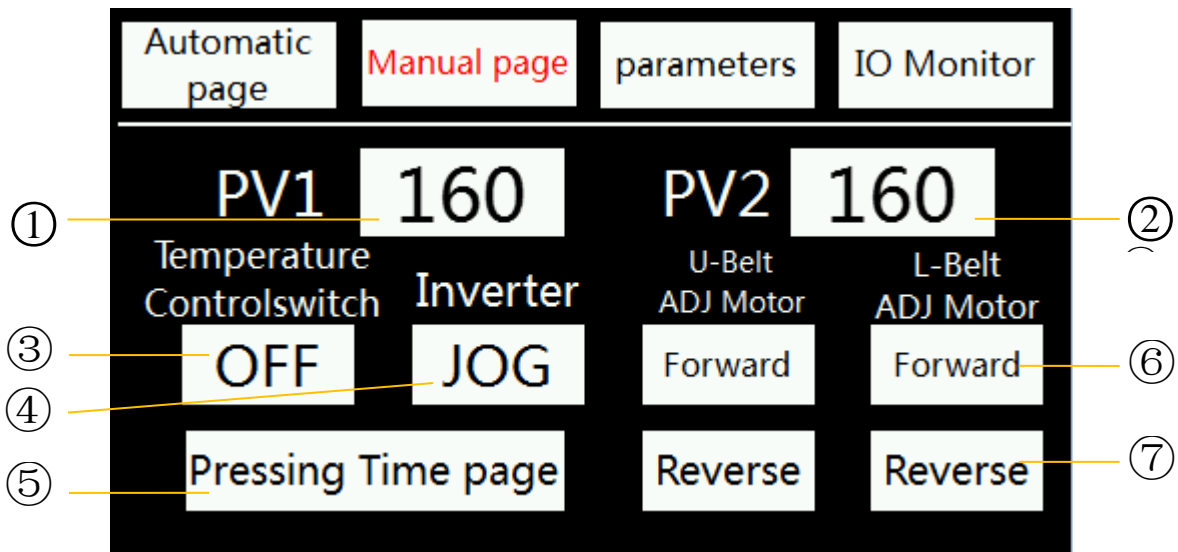 Automatic
page
Manual page
parameters
IO Monitor
① PV1 160 PV2 160 ②
Temperature
Controlswitch
Inverter
U-Belt
ADJ Motor
L-Belt
ADJ Motor
③ OFF JOG Forward Forward ⑥
④
⑤ Pressing Time page Reverse Reverse ⑦